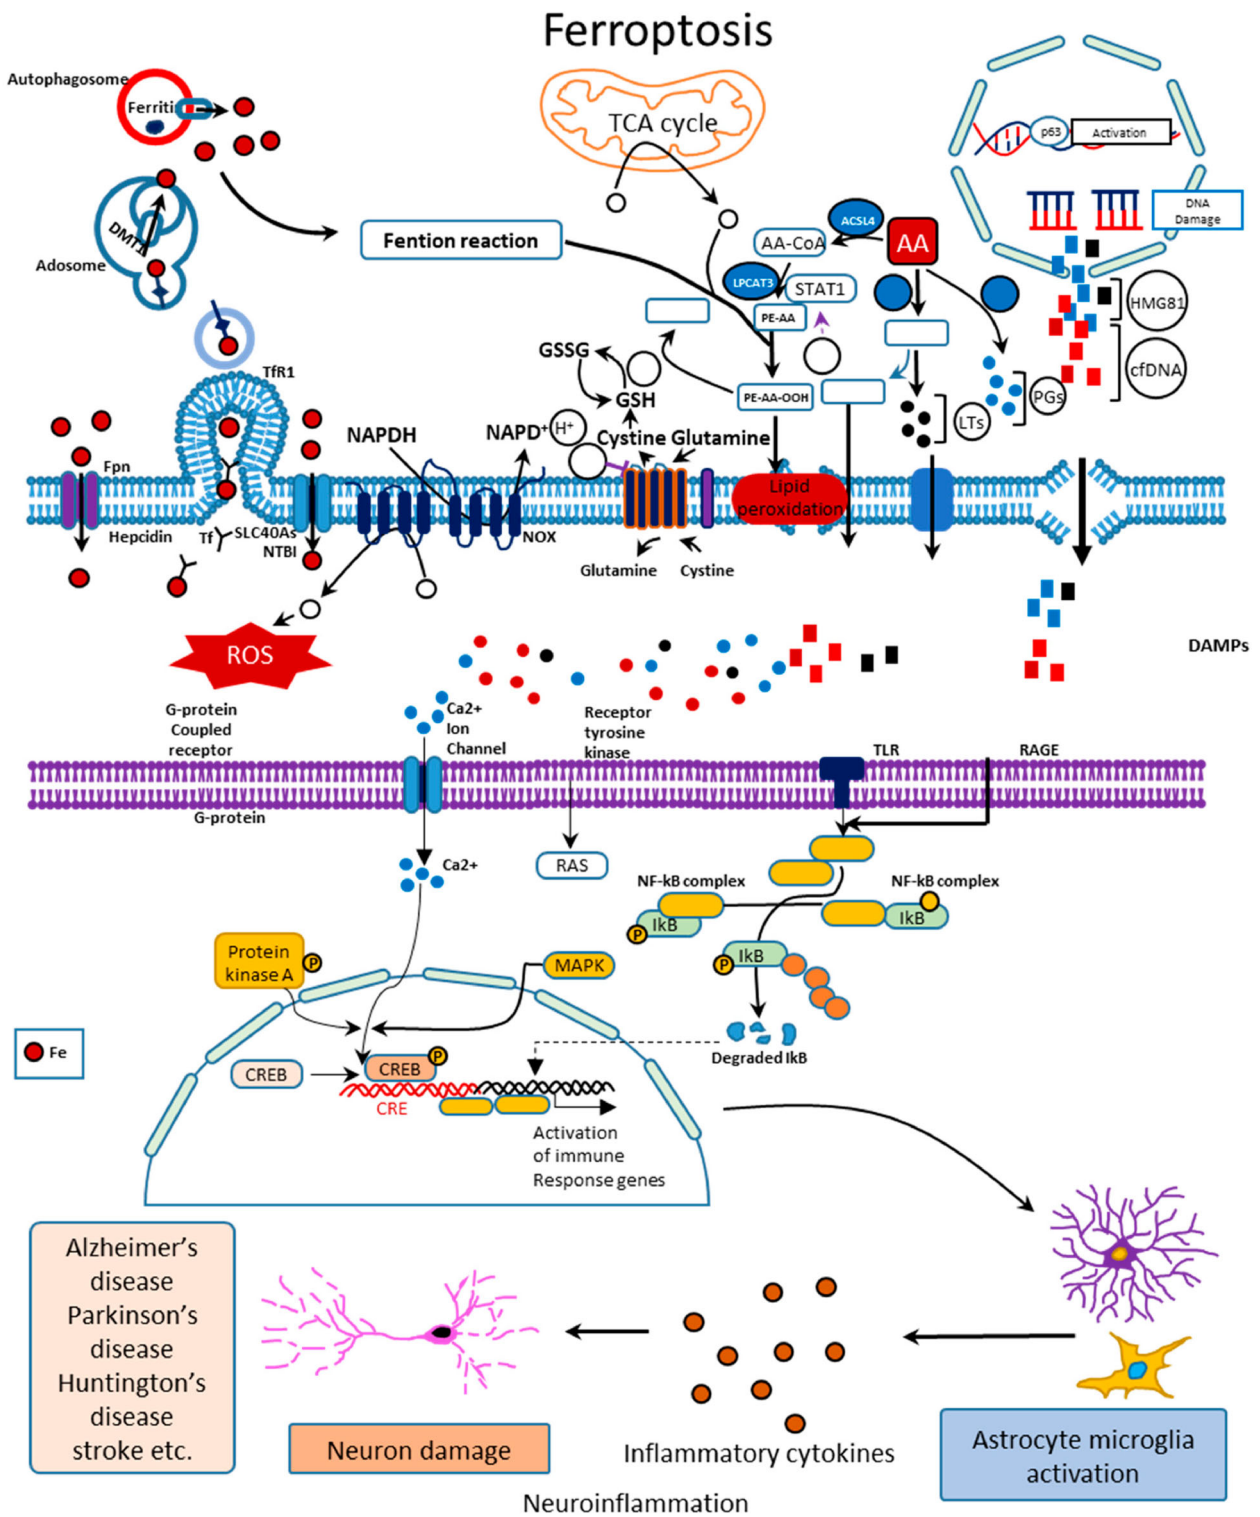 Ferroptosis
Autophagosome
Ferriti
TCA cycle
p63
Activation
DNA
Damage
DMT1
Adosome
Fention reaction
ACSL4
AA
AA-CoA
LPCAT3
STAT1
PE-AA
HMG81
cfDNA
GSSG
GSH
PE-AA-OOH
PGs
LTs
TfR1
NAPDH
NAPD+
H+
Cystine Glutamine
Fpn
Lipid
peroxidation
Hepcidin
Tf
SLC40As
NTBI
NOX
Glutamine
Cystine
ROS
DAMPs
G-protein
Coupled
receptor
Ca2+
Ion
Channel
Receptor
tyrosine
kinase
TLR
RAGE
G-protein
Ca2+
RAS
NF-kB complex
NF-kB complex
IkB
P
IkB
P
IkB
Protein
kinase A
P
MAPK
Fe
Degraded IkB
CREB
CREB
P
CRE
Activation
of immune
Response genes
Alzheimer's
disease
Parkinson's
disease
Huntington's
disease
stroke etc.
Neuron damage
Inflammatory cytokines
Astrocyte microglia
activation
Neuroinflammation